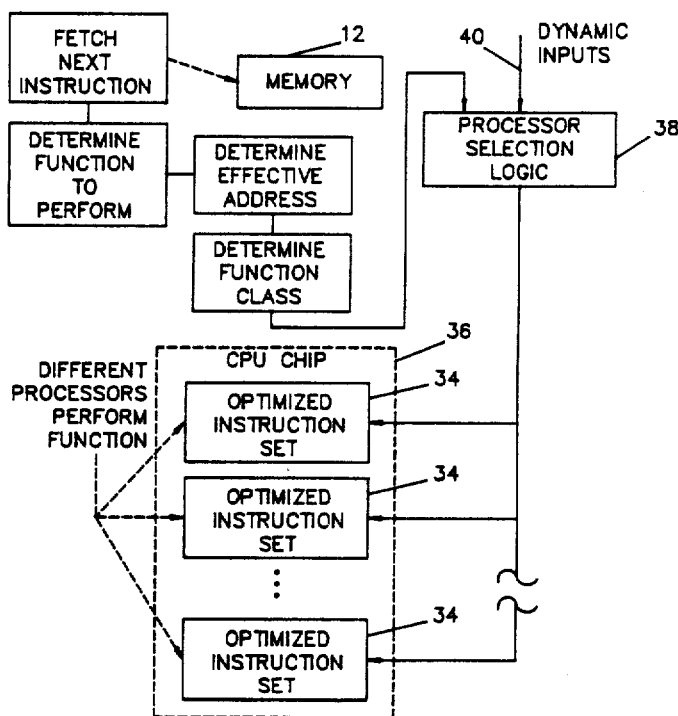 FETCH
NEXT
INSTRUCTION
12
MEMORY
40
DYNAMIC
INPUTS
PROCESSOR
SELECTION
LOGIC
38
DETERMINE
FUNCTION
TO
PERFORM
DETERMINE
EFFECTIVE
ADDRESS
DETERMINE
FUNCTION
CLASS
36
CPU CHIP
DIFFERENT
PROCESSORS
PERFORM
FUNCTION
34
OPTIMIZED
INSTRUCTION
SET
34
OPTIMIZED
INSTRUCTION
SET
34
OPTIMIZED
INSTRUCTION
SET